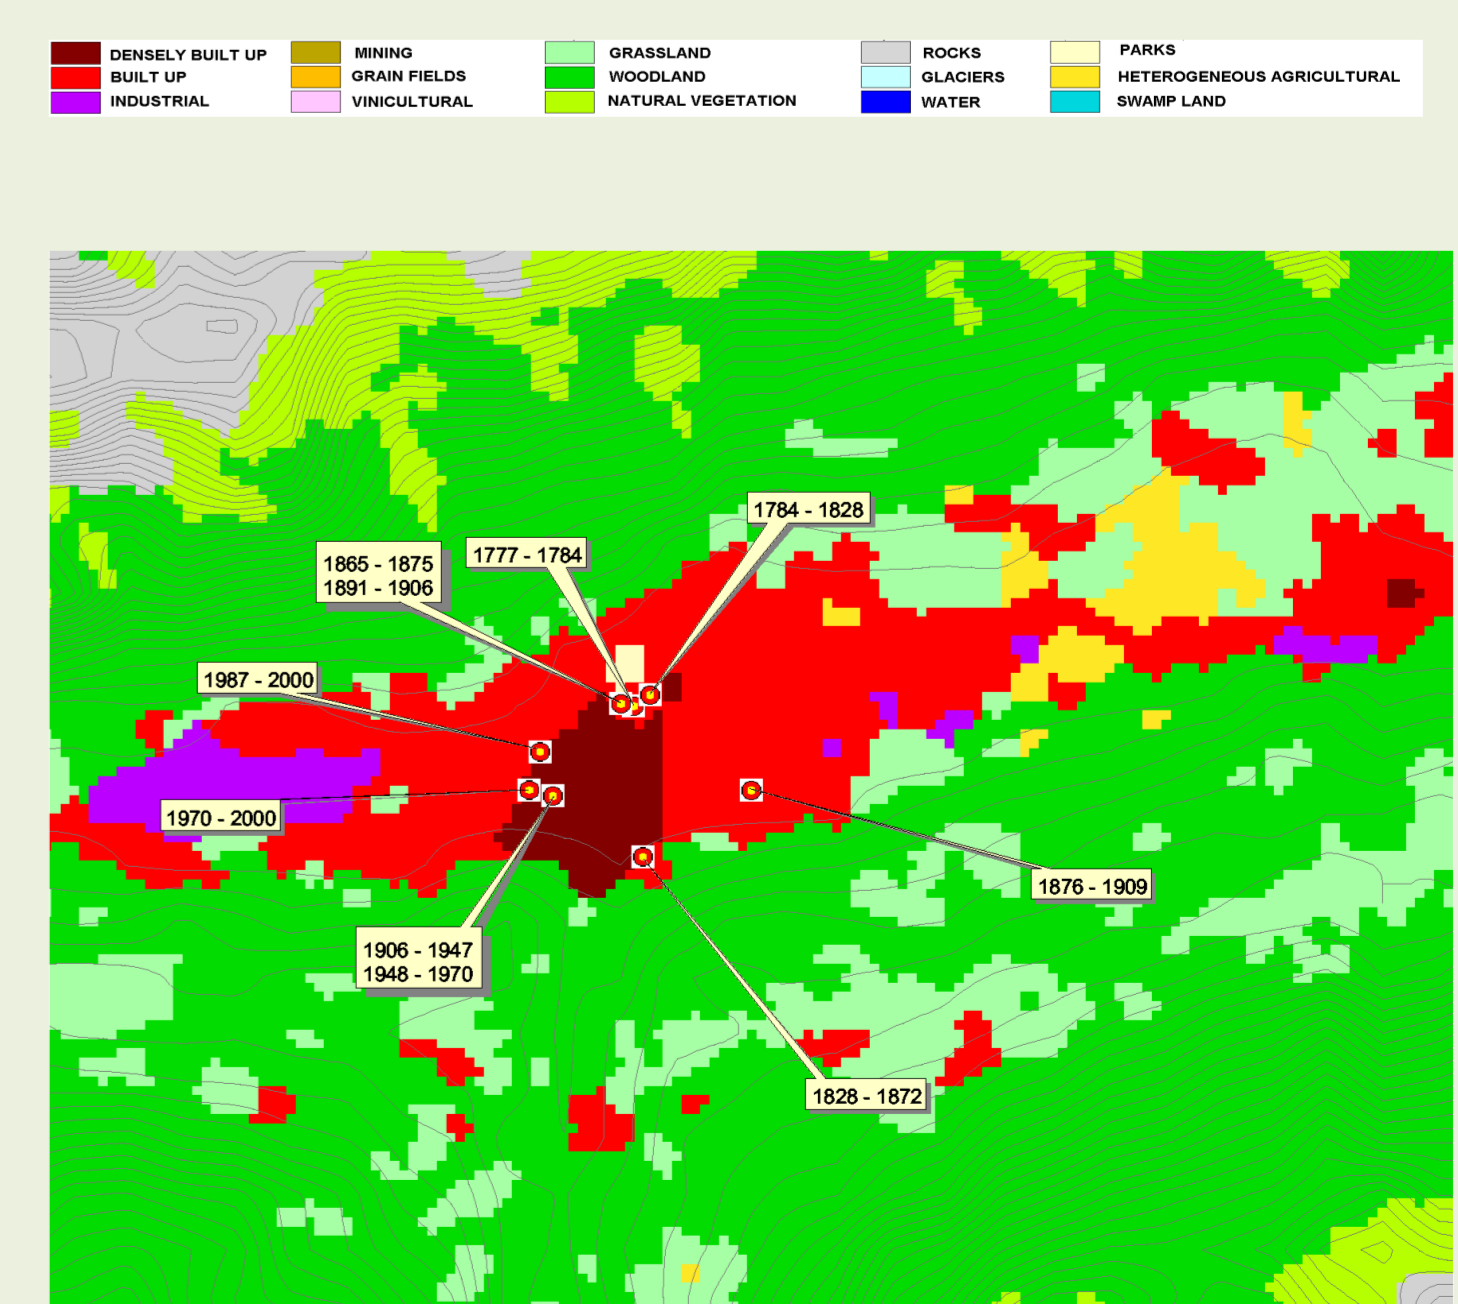 DENSELY BUILT UP
BUILT UP
INDUSTRIAL
MINING
GRAIN FIELDS
VINICULTURAL
GRASSLAND
WOODLAND
NATURAL VEGETATION
ROCKS
GLACIERS
WATER
PARKS
HETEROGENEOUS AGRICULTURAL
SWAMP LAND
1784 - 1828
1777 - 1784
1865 - 1875
1891 - 1906
1987 - 2000
1970 - 2000
1876 - 1909
1906 - 1947
1948 - 1970
1828 - 1872